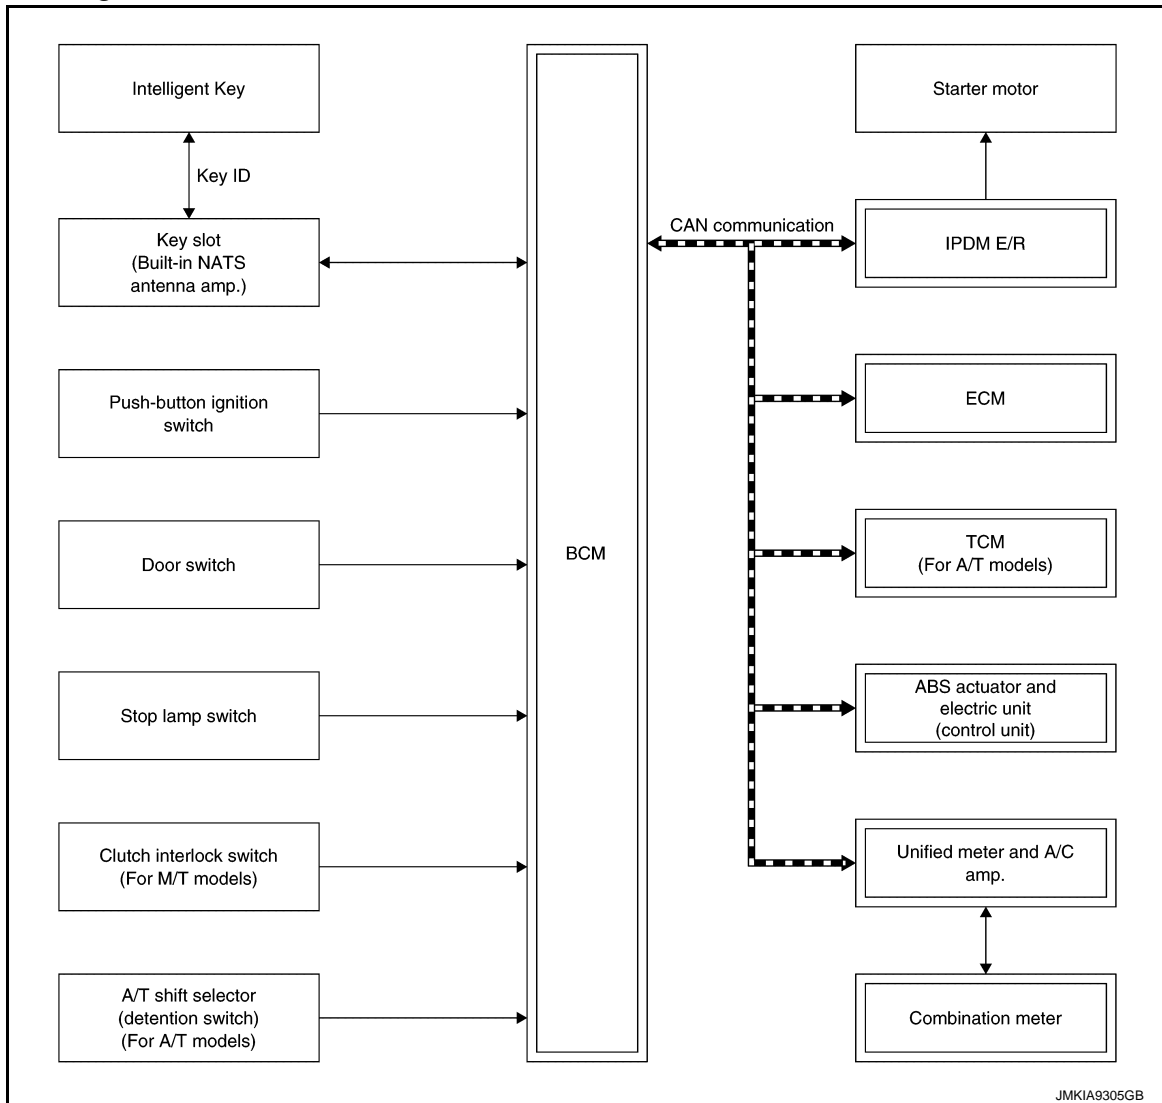 Intelligent Key
Key ID
Key slot
(Built-in NATS
antenna amp.)
Push-button ignition
switch
Door switch
Stop lamp switch
Clutch interlock switch
(For M/T models)
A/T shift selector
(detention switch)
(For A/T models)
BCM
CAN communication
Starter motor
IPDM E/R
ECM
TCM
(For A/T models)
ABS actuator and
electric unit
(control unit)
Unified meter and A/C
amp.
Combination meter
JMKIA9305GB